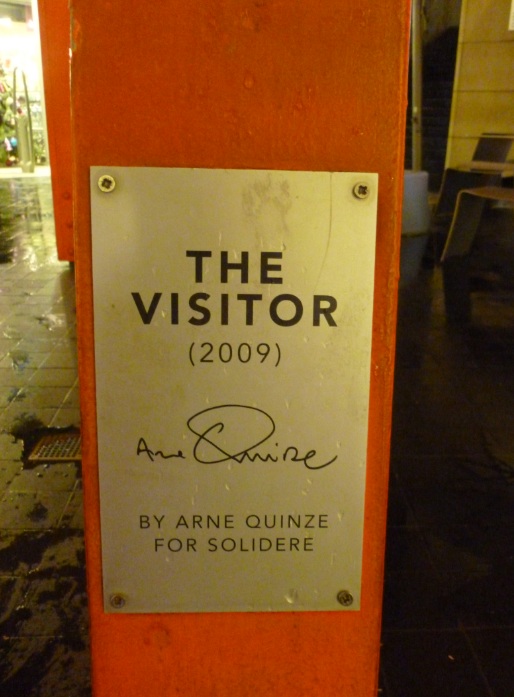 THE
VISITOR
(2009)
Arne Quinze
BY ARNE QUINZE
FOR SOLIDERE